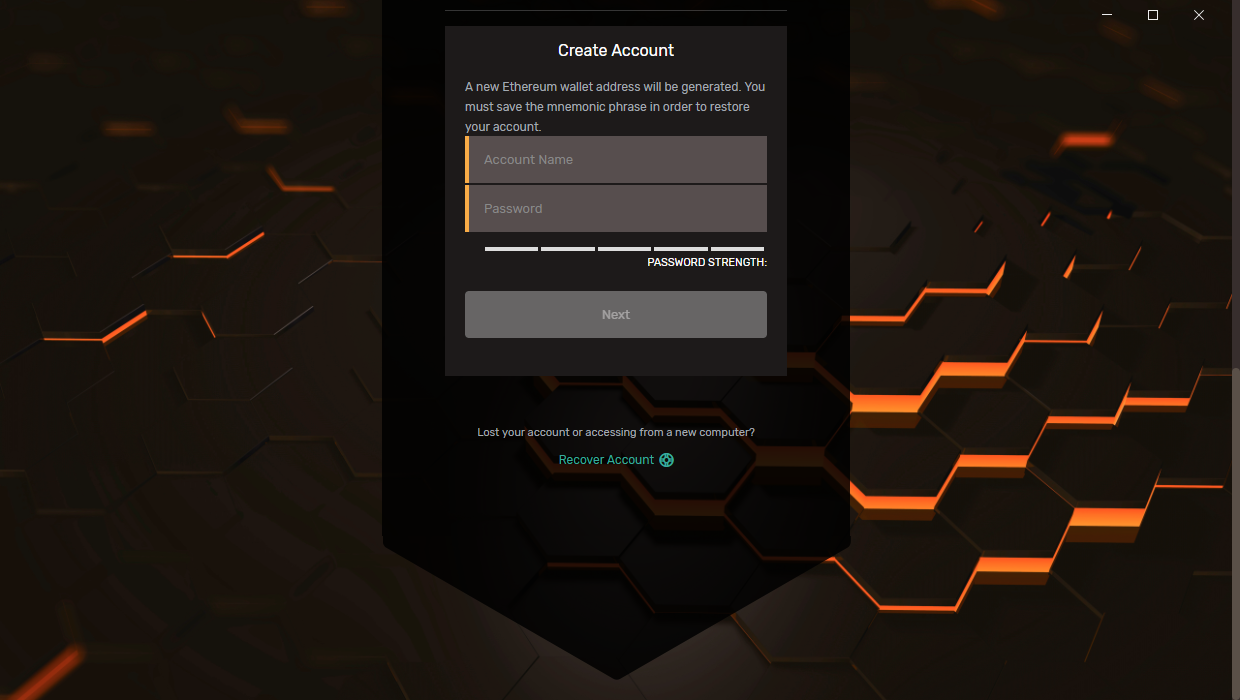 Create Account
A new Ethereum wallet address will be generated. You
must save the mnemonic phrase in order to restore
your account.
Account Name
Password
PASSWORD STRENGTH:
Next
Lost your account or accessing from a new computer?
Recover Account